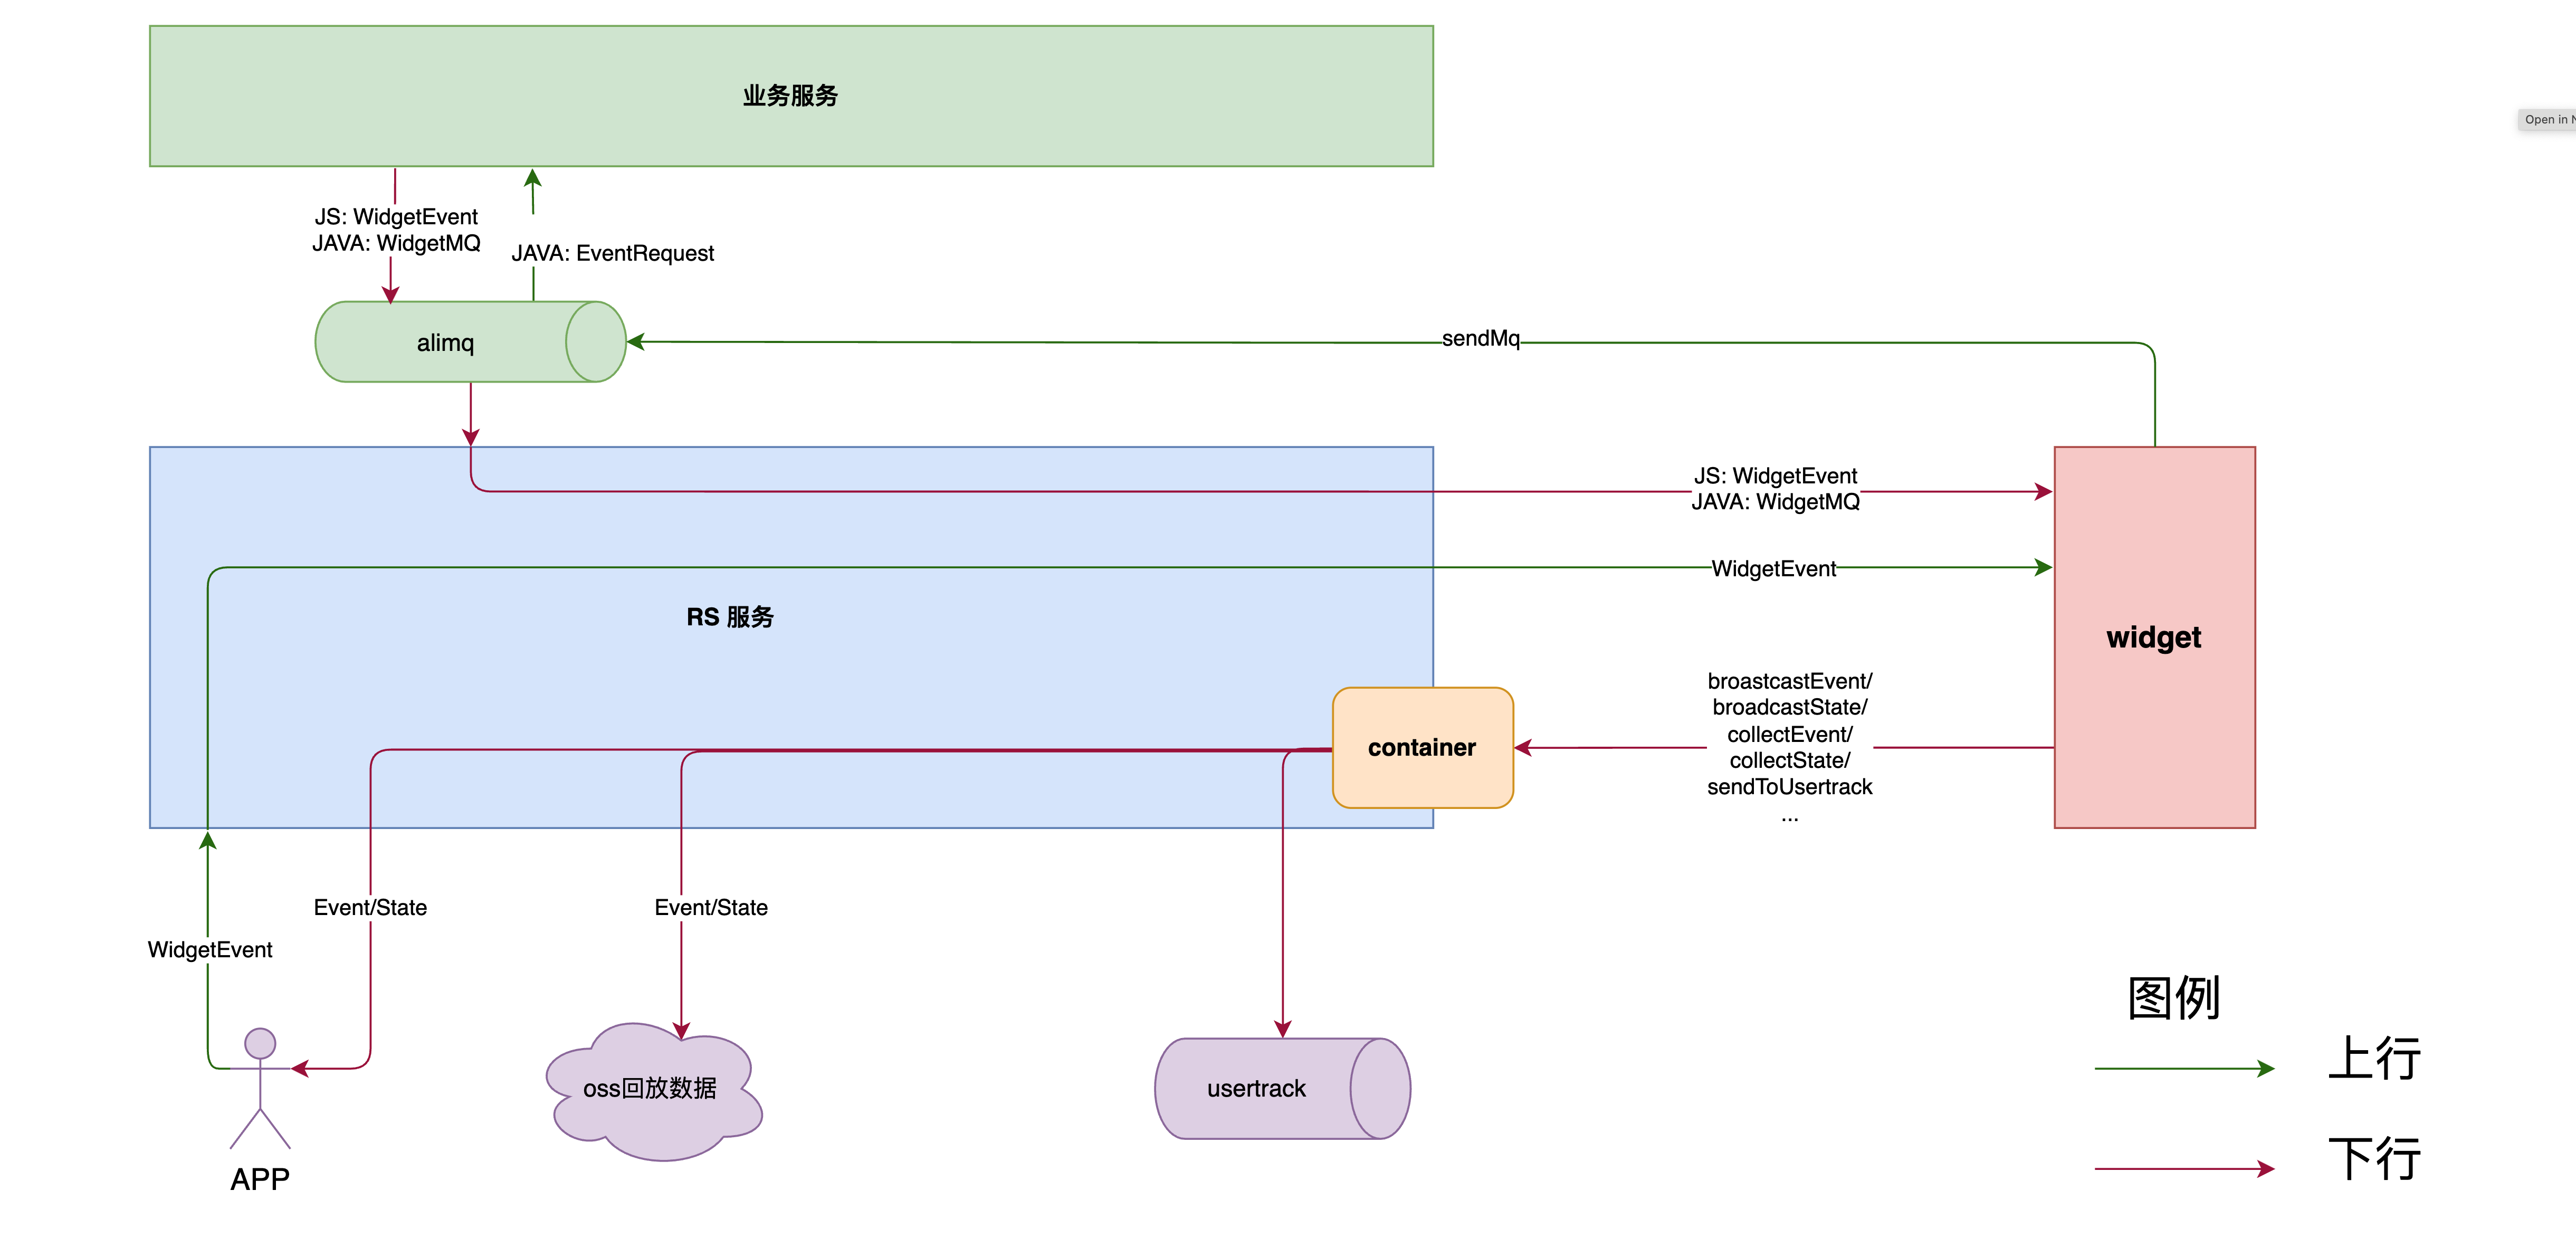 业务服务
Open in N
JS: WidgetEvent
JAVA: WidgetMQ
JAVA: EventRequest
alimq
sendMq
JS: WidgetEvent
JAVA: WidgetMQ
WidgetEvent
RS 服务
widget
broastcastEvent/
broadcastState/
collectEvent/
collectState/
sendToUsertrack
...
container
Event/State
Event/State
WidgetEvent
图例
上行
oss回放数据
usertrack
下行
APP